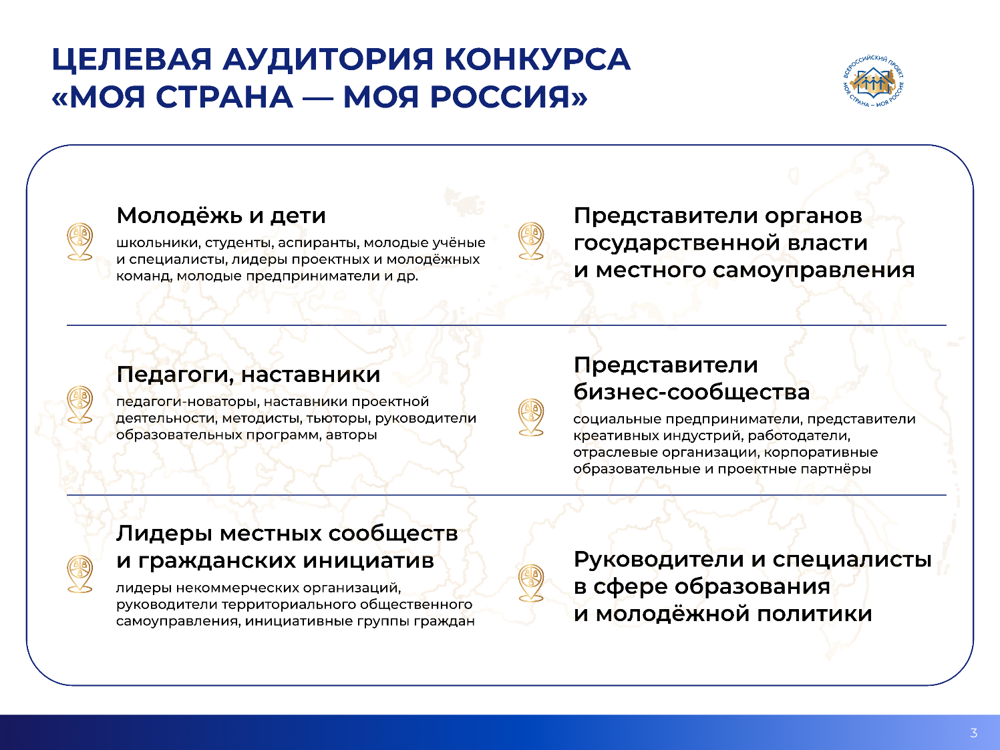 ЦЕЛЕВАЯ АУДИТОРИЯ КОНКУРСА
«МОЯ СТРАНА — МОЯ РОССИЯ»
ВСЕРОССИЙСКИЙ ПРОЕКТ
МОЯ СТРАНА – МОЯ РОССИЯ
Молодёжь и дети
школьники, студенты, аспиранты, молодые учёные
и специалисты, лидеры проектных и молодёжных
команд, молодые предприниматели и др.
Представители органов
государственной власти
и местного самоуправления
Педагоги, наставники
педагоги-новаторы, наставники проектной
деятельности, методисты, тьюторы, руководители
образовательных программ, авторы
Представители
бизнес-сообщества
социальные предприниматели, представители
креативных индустрий, работодатели,
отраслевые организации, корпоративные
образовательные и проектные партнёры
Лидеры местных сообществ
и гражданских инициатив
лидеры некоммерческих организаций,
руководители территориального общественного
самоуправления, инициативные группы граждан
Руководители и специалисты
в сфере образования
и молодёжной политики
3